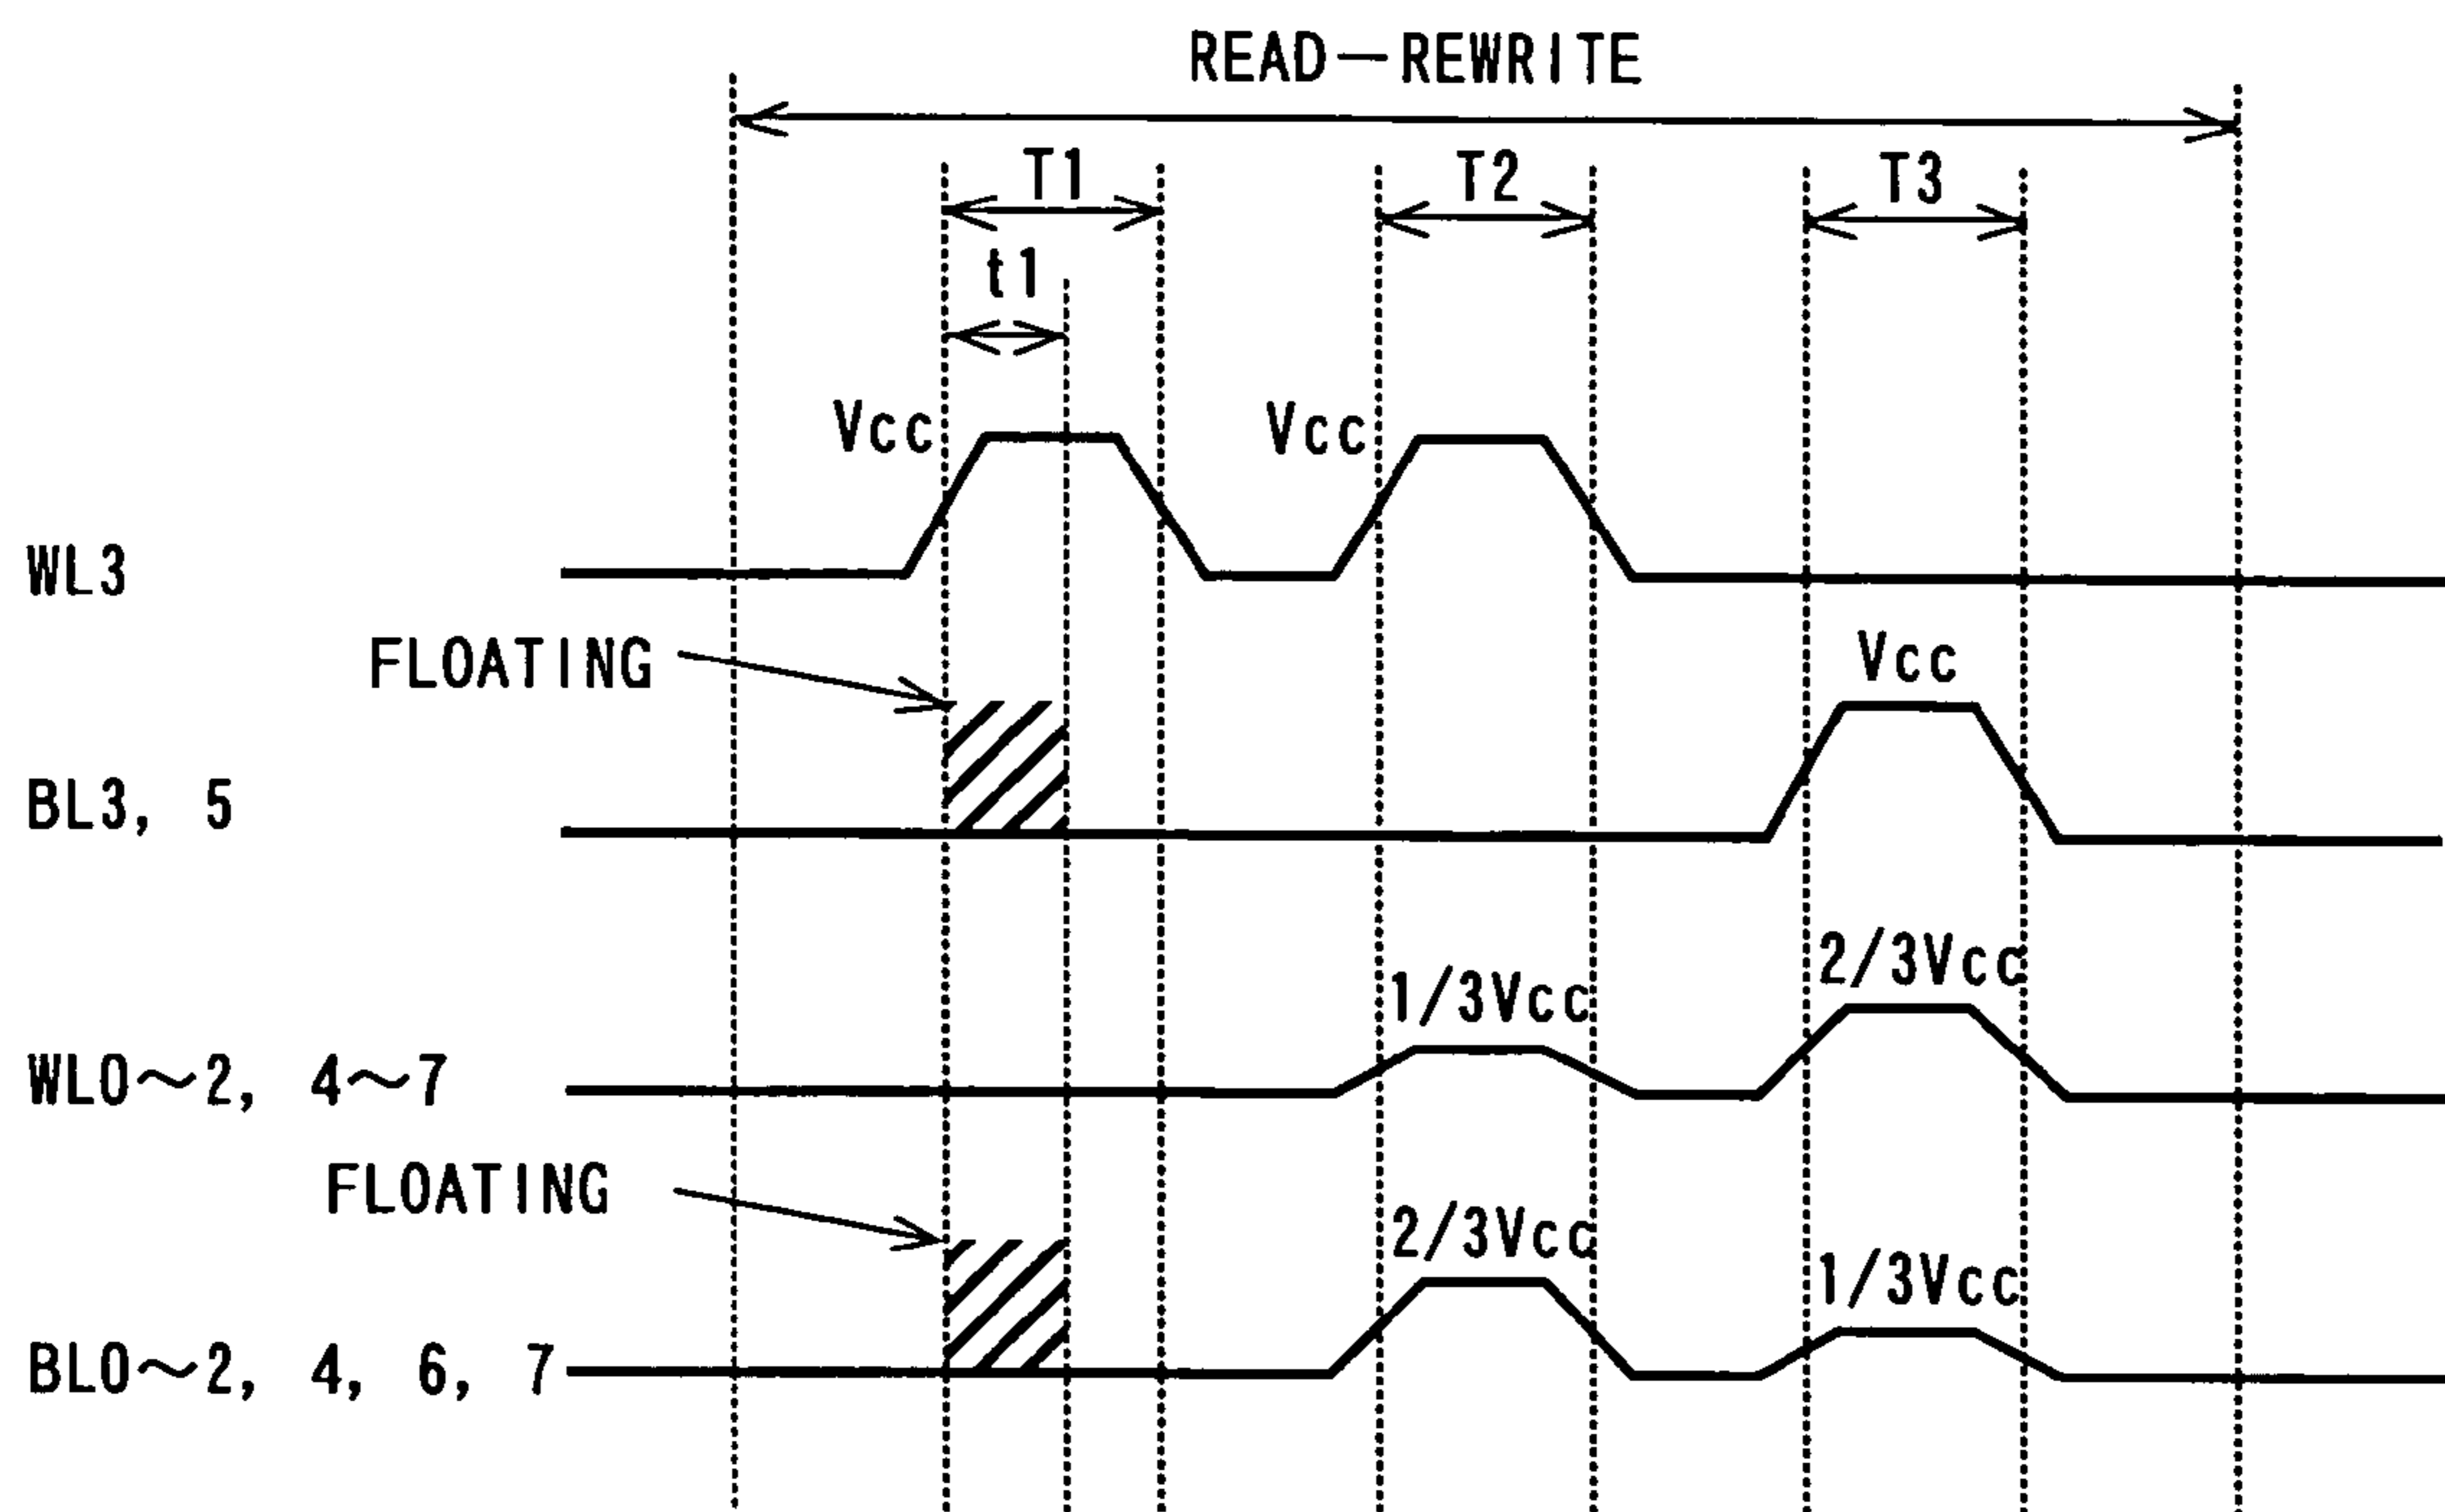 READ—REWRITE
T1 T2 T3
t1
Vcc Vcc
WL3
FLOATING Vcc
BL3, 5
2/3Vcc
1/3Vcc
WL0～2, 4～7
FLOATING
2/3Vcc
1/3Vcc
BL0～2, 4, 6, 7